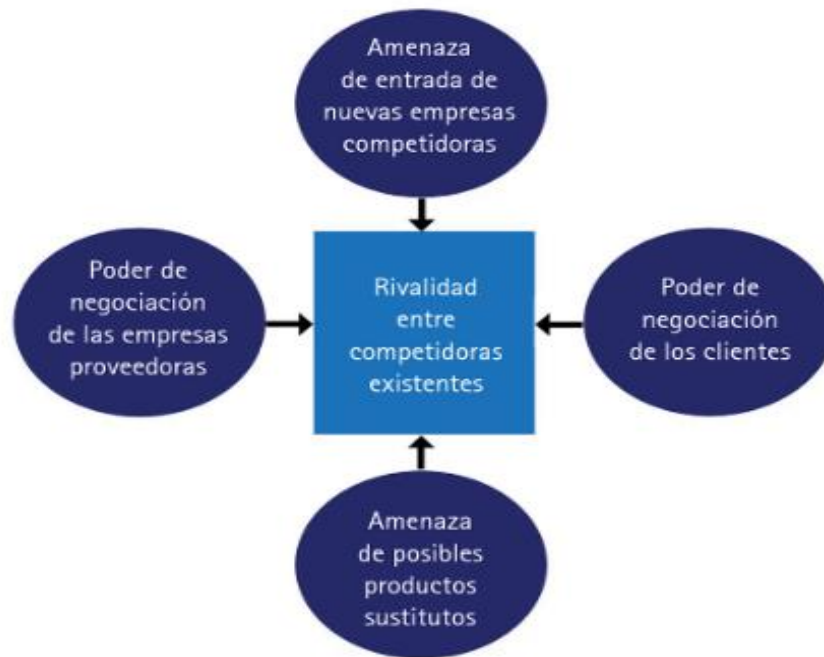 Amenaza
de entrada de
nuevas empresas
competidoras
Poder de
negociación
de las empresas
proveedoras
Rivalidad
entre
competidoras
existentes
Poder de
negociación
de los clientes
Amenaza
de posibles
productos
sustitutos